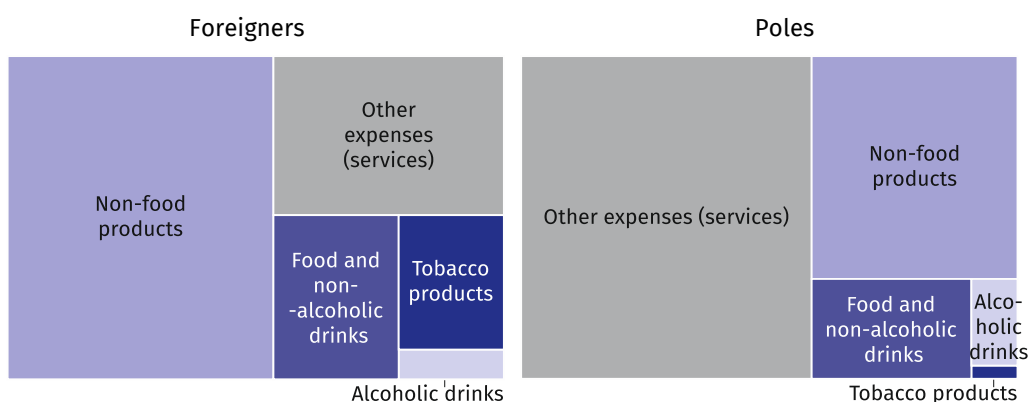 Foreigners
Poles
Non-food
products
Other
expenses
(services)
Food and
non-
-alcoholic
drinks
Tobacco
products
Alcoholic drinks
Other expenses (services)
Non-food
products
Food and
non-alcoholic
drinks
Alco-
holic
drinks
Tobacco products